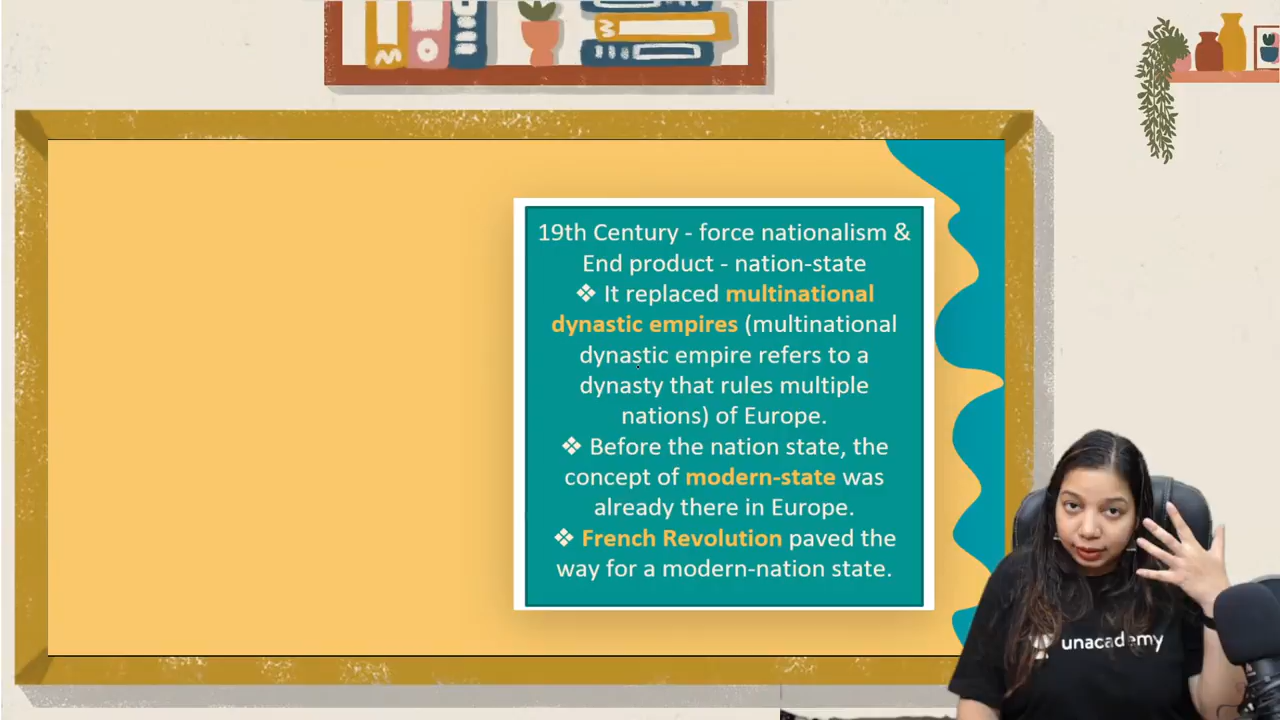 19th Century - force nationalism &
End product - nation-state
❖ It replaced multinational
dynastic empires (multinational
dynastic empire refers to a
dynasty that rules multiple
nations) of Europe.
❖ Before the nation state, the
concept of modern-state was
already there in Europe.
❖ French Revolution paved the
way for a modern-nation state.
unacademy